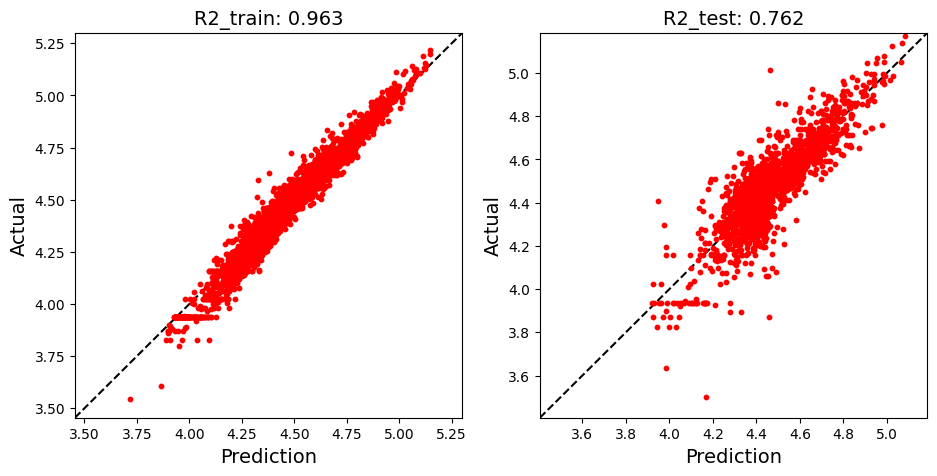 R2_train: 0.963
5.25
5.00
4.75
4.50
4.25
4.00
3.75
3.50
Actual
3.50 3.75 4.00 4.25 4.50 4.75 5.00 5.25
Prediction
R2_test: 0.762
5.0
4.8
4.6
4.4
4.2
4.0
3.8
3.6
Actual
3.6 3.8 4.0 4.2 4.4 4.6 4.8 5.0
Prediction